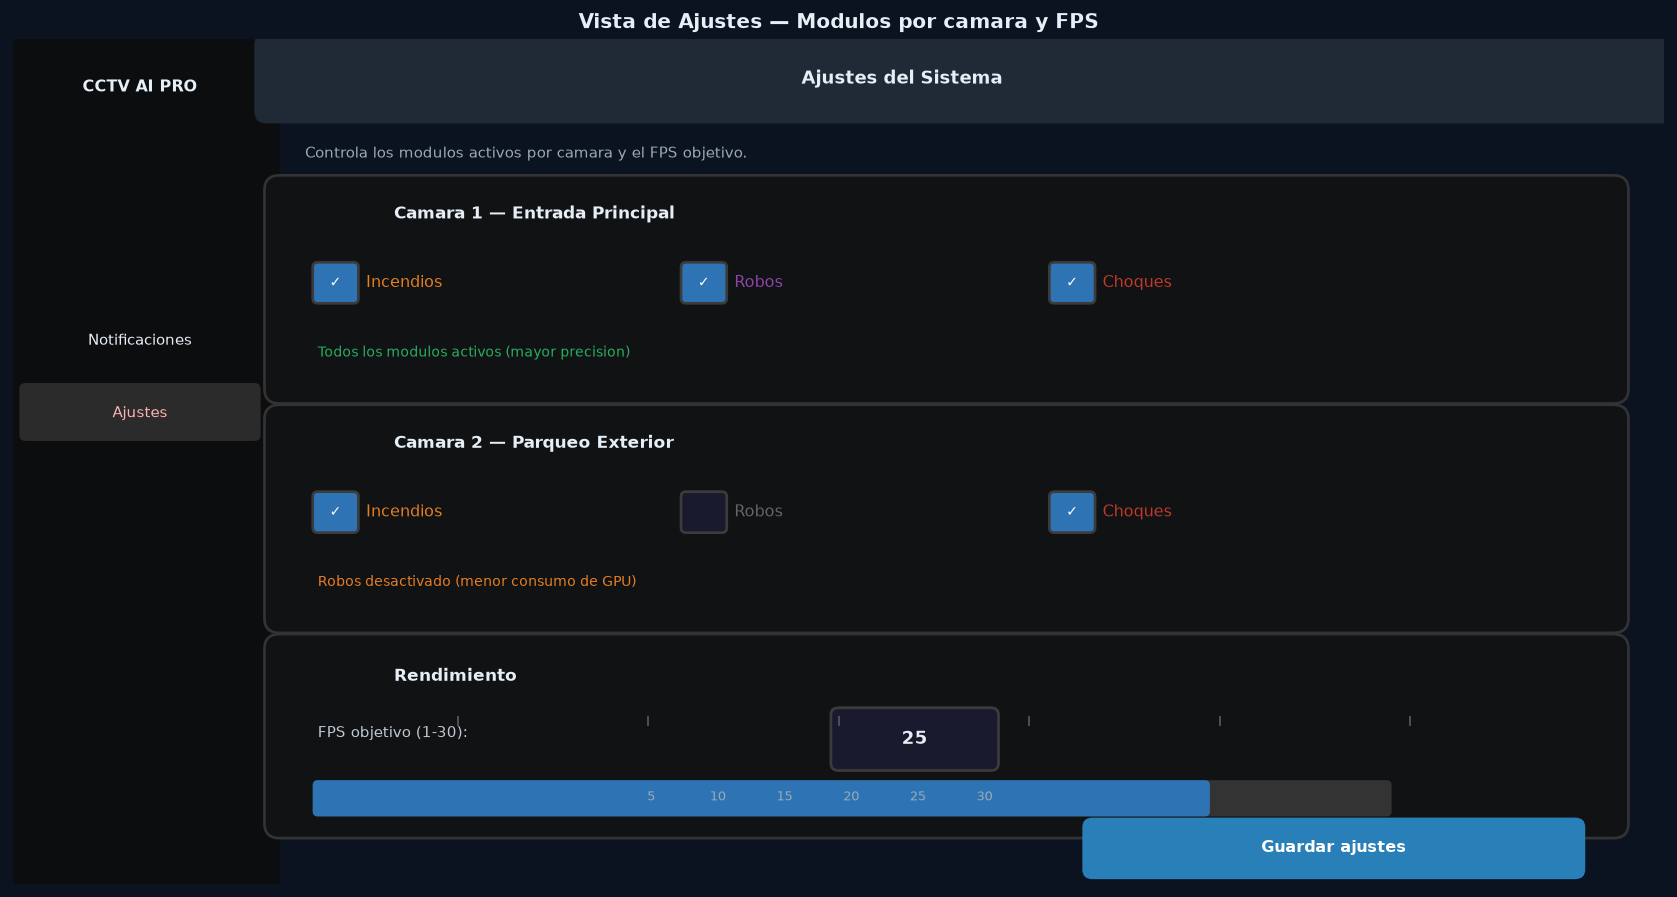 Vista de Ajustes — Modulos por camara y FPS
CCTV AI PRO
Notificaciones
Ajustes
Ajustes del Sistema
Controla los modulos activos por camara y el FPS objetivo.
Camara 1 — Entrada Principal
✓ Incendios ✓ Robos ✓ Choques
Todos los modulos activos (mayor precision)
Camara 2 — Parqueo Exterior
✓ Incendios Robos ✓ Choques
Robos desactivado (menor consumo de GPU)
Rendimiento
FPS objetivo (1-30): 25
5 10 15 20 25 30
Guardar ajustes